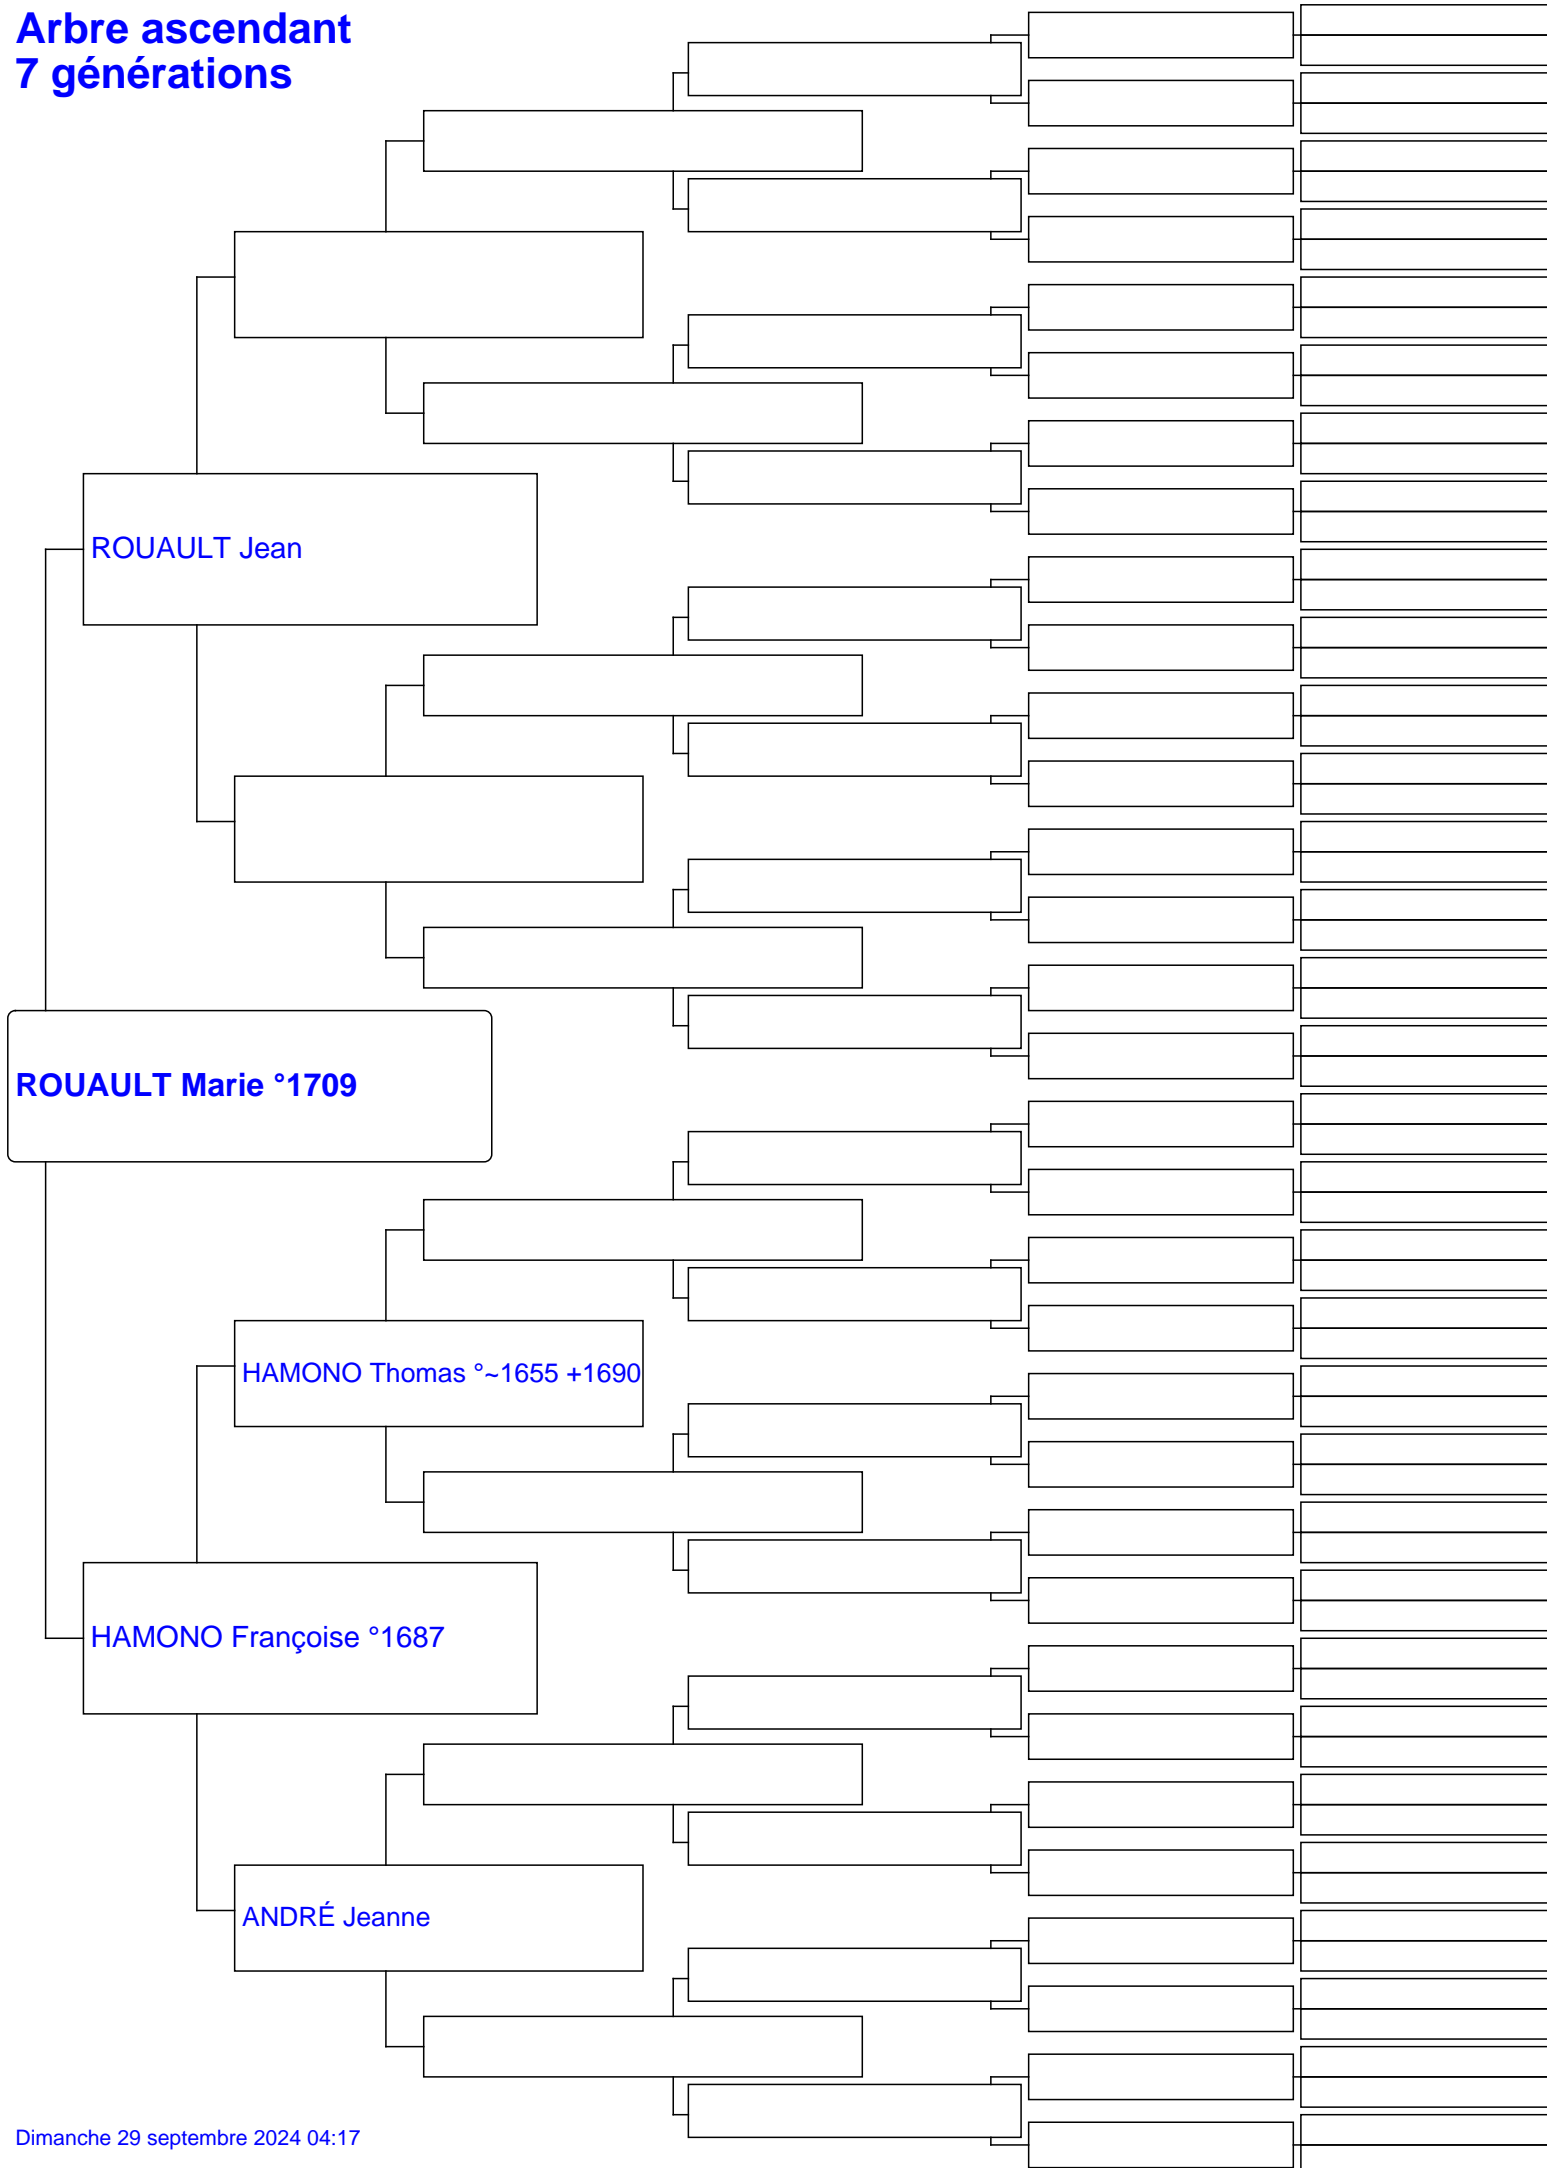 Arbre ascendant
7 générations
ROUAULT Jean
ROUAULT Marie °1709
HAMONO Thomas °~1655 +1690
HAMONO Françoise °1687
ANDRÉ Jeanne
Dimanche 29 septembre 2024 04:17